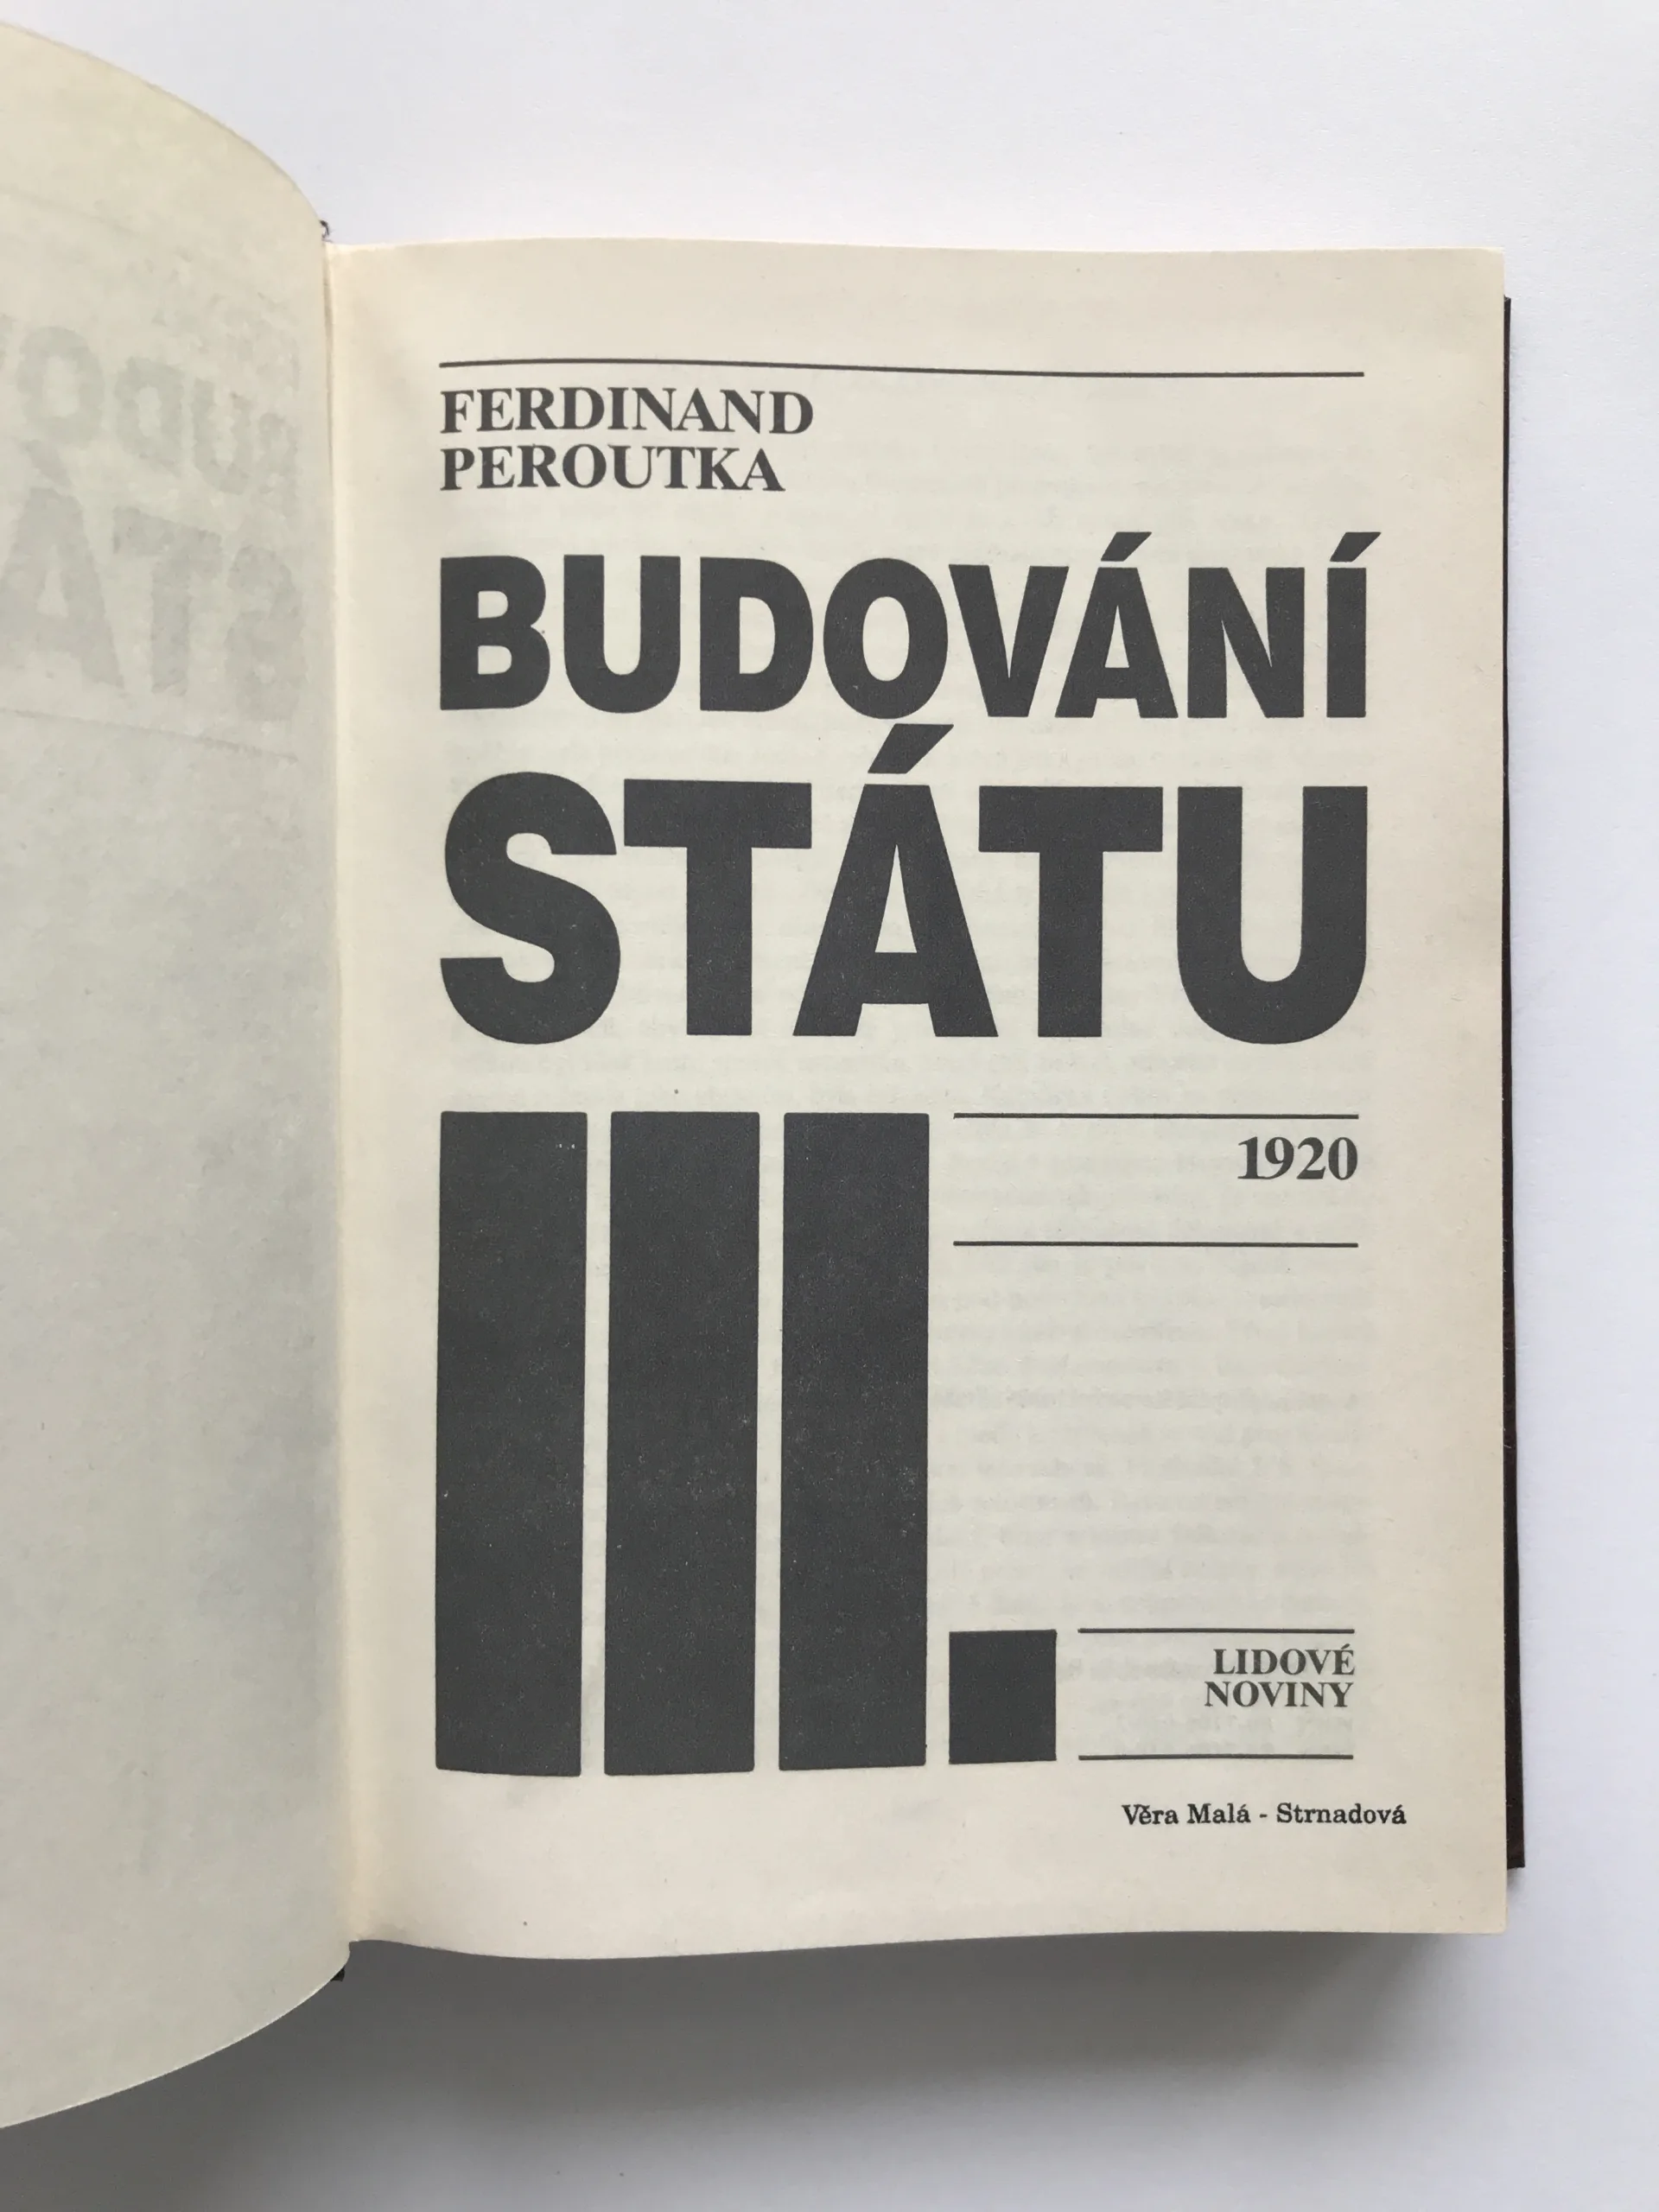 FERDINAND
PEROUTKA
BUDOVÁNÍ
STÁTU
III.
1920
LIDOVÉ
NOVINY
Věra Malá - Strnadová